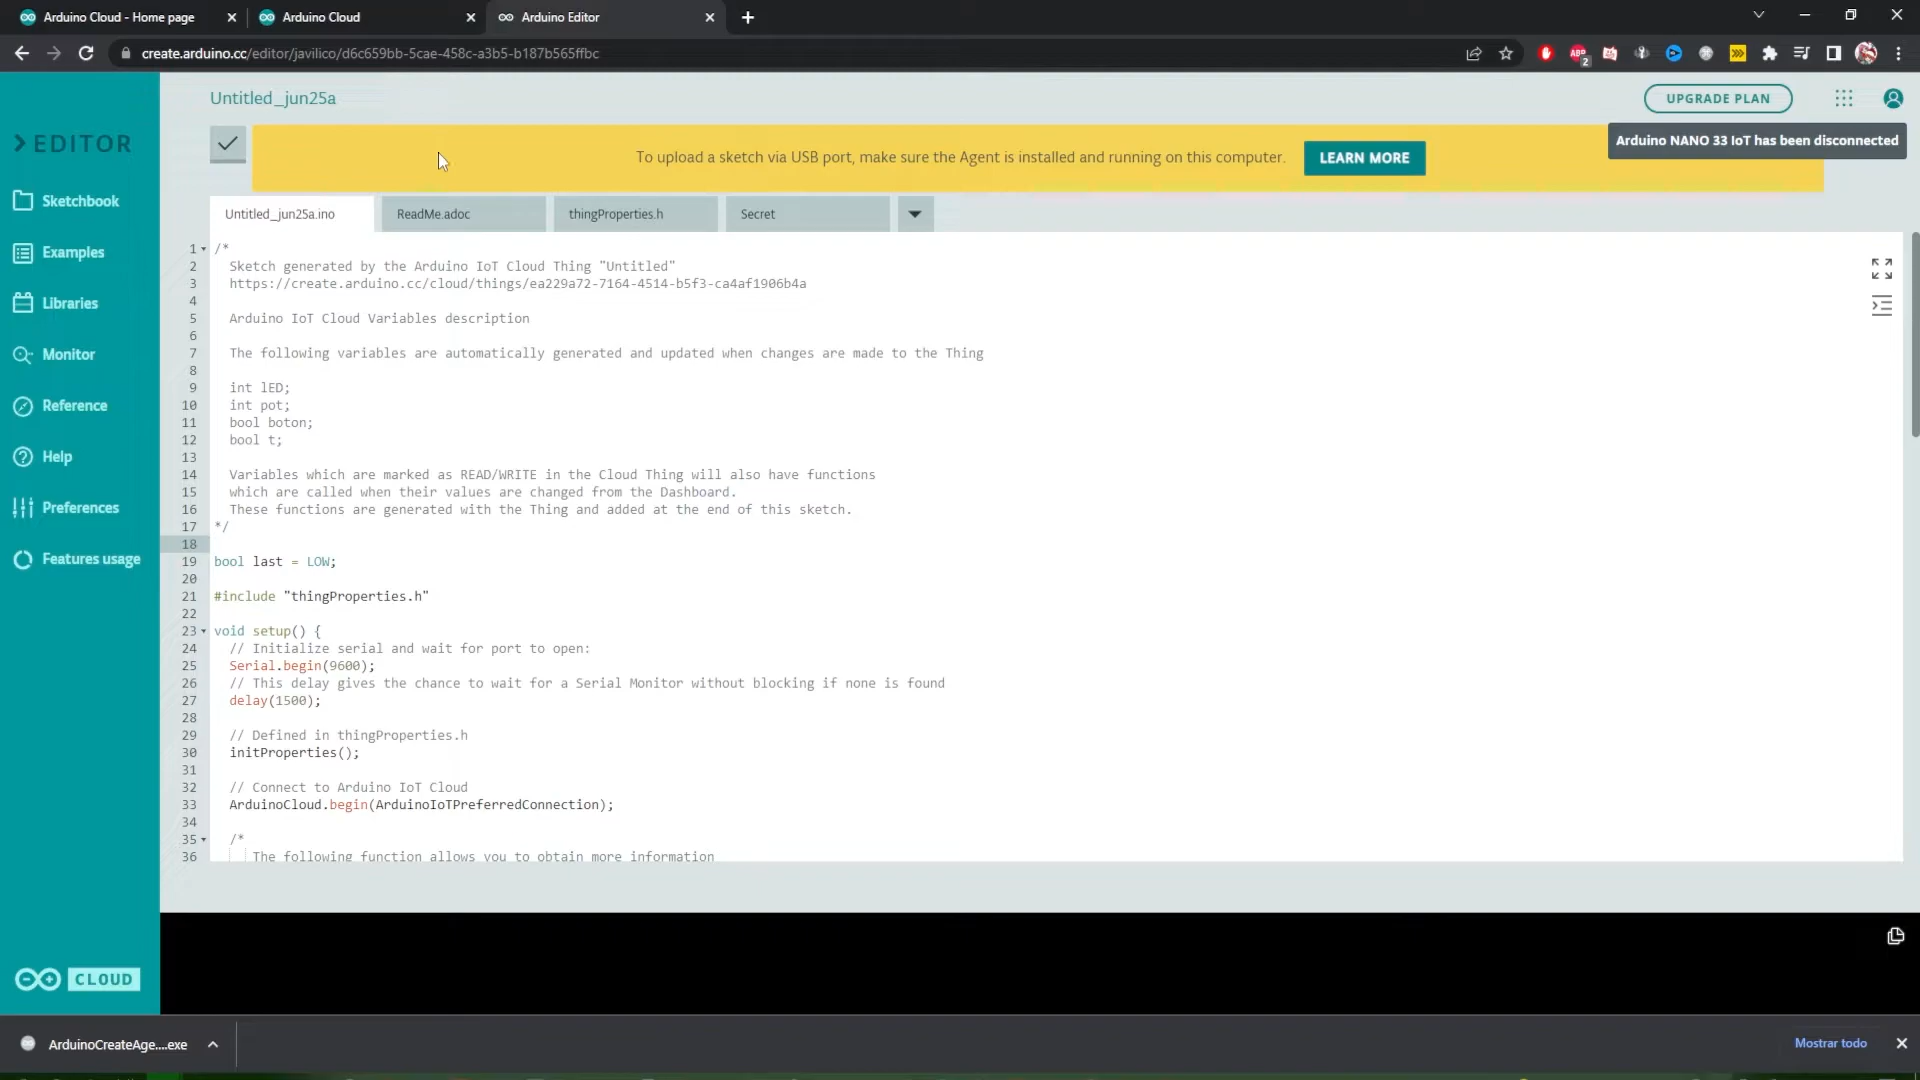 Arduino Cloud - Home page
Arduino Cloud
Arduino Editor
create.arduino.cc/editor/javilico/d6c659bb-5cae-458c-a3b5-b187b565ffbc
ABP
2
Untitled_jun25a
UPGRADE PLAN
EDITOR
To upload a sketch via USB port, make sure the Agent is installed and running on this computer.
LEARN MORE
Arduino NANO 33 IoT has been disconnected
Sketchbook
Examples
Libraries
Monitor
Reference
Help
Preferences
Features usage
CLOUD
Untitled_jun25a.ino
ReadMe.adoc
thingProperties.h
Secret
1 /*
2 Sketch generated by the Arduino IoT Cloud Thing "Untitled"
3 https://create.arduino.cc/cloud/things/ea229a72-7164-4514-b5f3-ca4af1906b4a
4
5 Arduino IoT Cloud Variables description
6
7 The following variables are automatically generated and updated when changes are made to the Thing
8
9 int lED;
10 int pot;
11 bool boton;
12 bool t;
13
14 Variables which are marked as READ/WRITE in the Cloud Thing will also have functions
15 which are called when their values are changed from the Dashboard.
16 These functions are generated with the Thing and added at the end of this sketch.
17 */
18
19 bool last = LOW;
20
21 #include "thingProperties.h"
22
23 void setup() {
24 // Initialize serial and wait for port to open:
25 Serial.begin(9600);
26 // This delay gives the chance to wait for a Serial Monitor without blocking if none is found
27 delay(1500);
28
29 // Defined in thingProperties.h
30 initProperties();
31
32 // Connect to Arduino IoT Cloud
33 ArduinoCloud.begin(ArduinoIoTPreferredConnection);
34
35 /*
36 The following function allows you to obtain more information
ArduinoCreateAge....exe
Mostrar todo